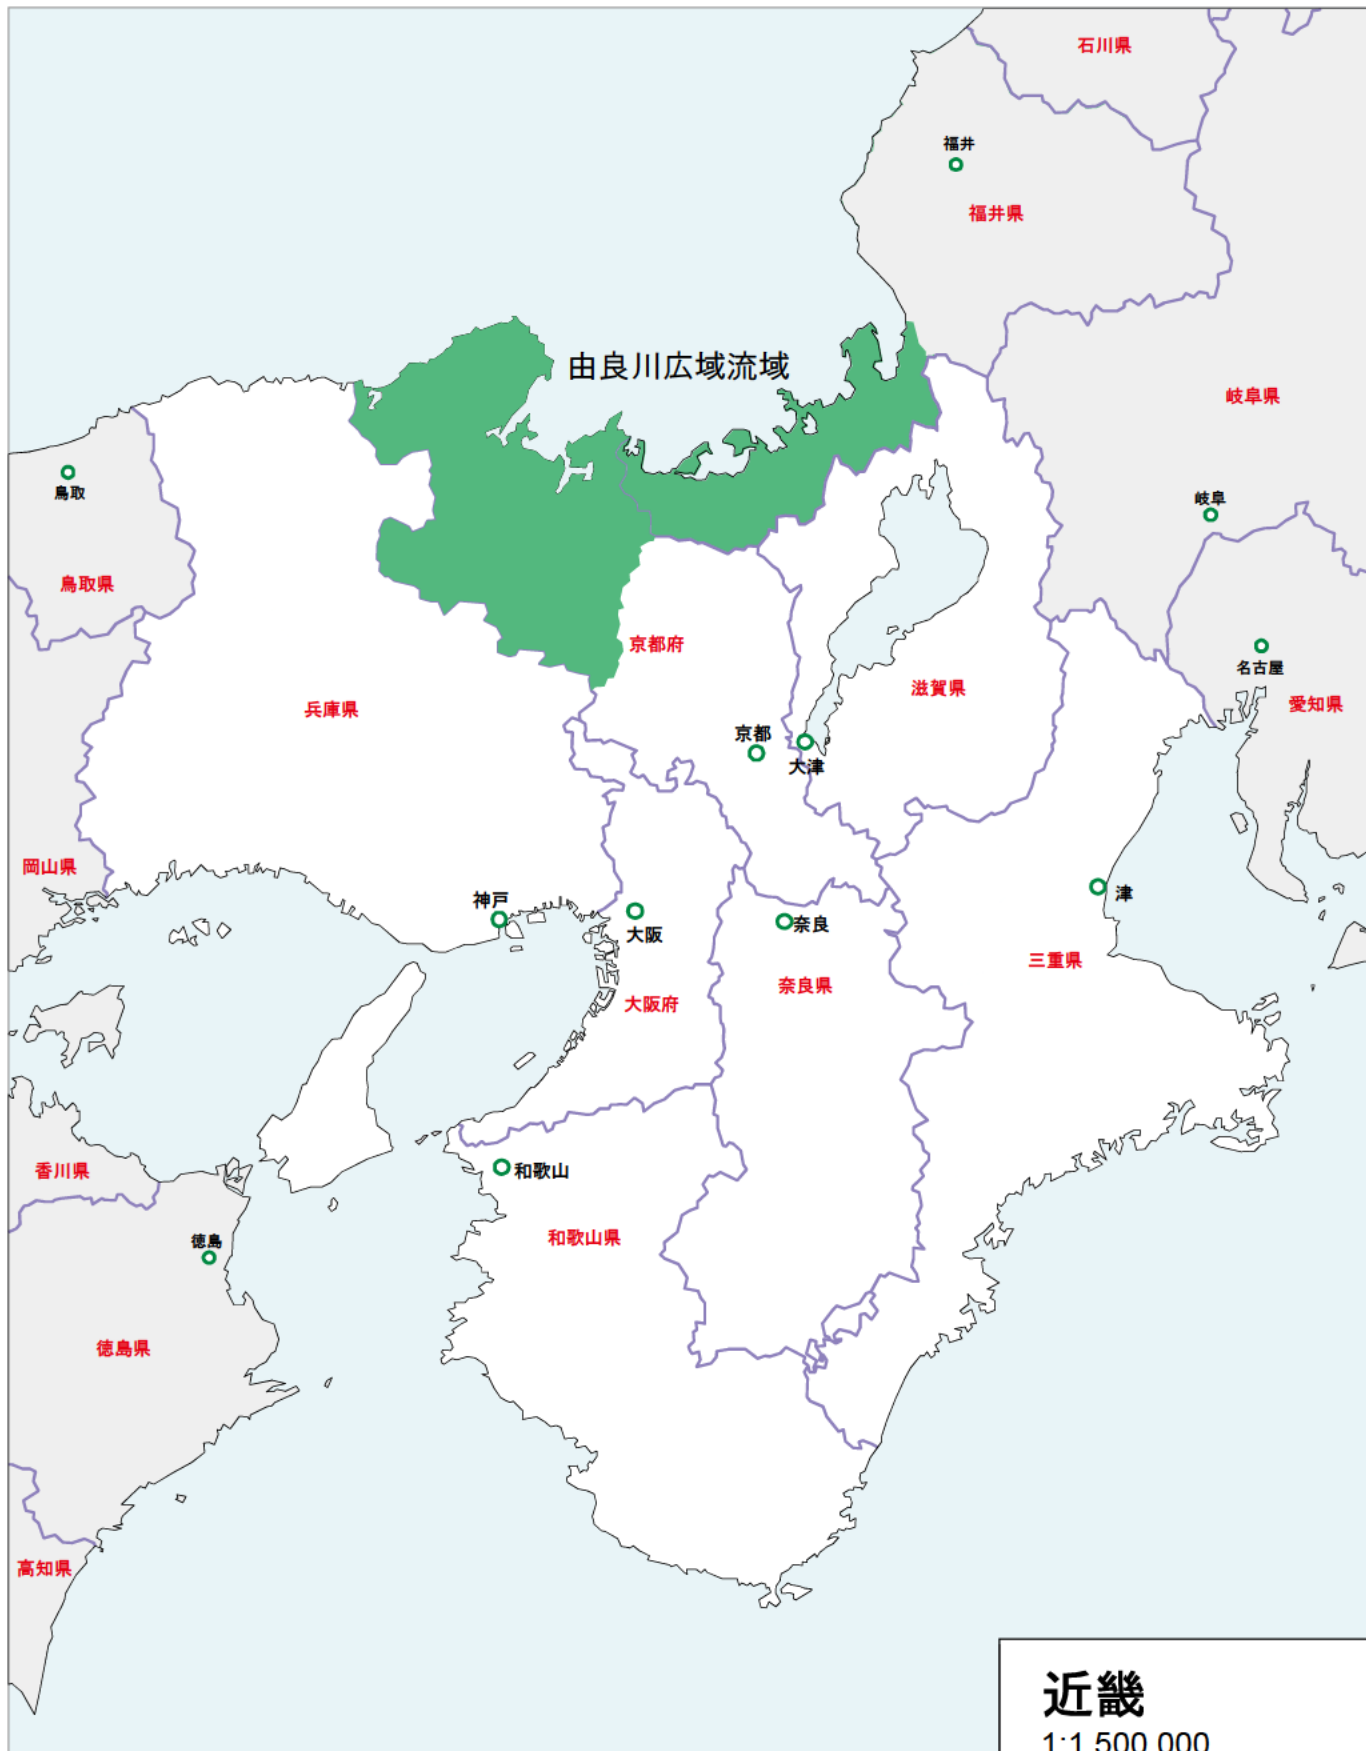 石川県
福井
福井県
由良川広域流域
岐阜県
鳥取
岐阜
鳥取県
京都府
名古屋
滋賀県
愛知県
兵庫県
京都
大津
岡山県
津
神戸
大阪
奈良
三重県
奈良県
大阪府
香川県
和歌山
和歌山県
徳島
徳島県
高知県
近畿
1:1,500,000